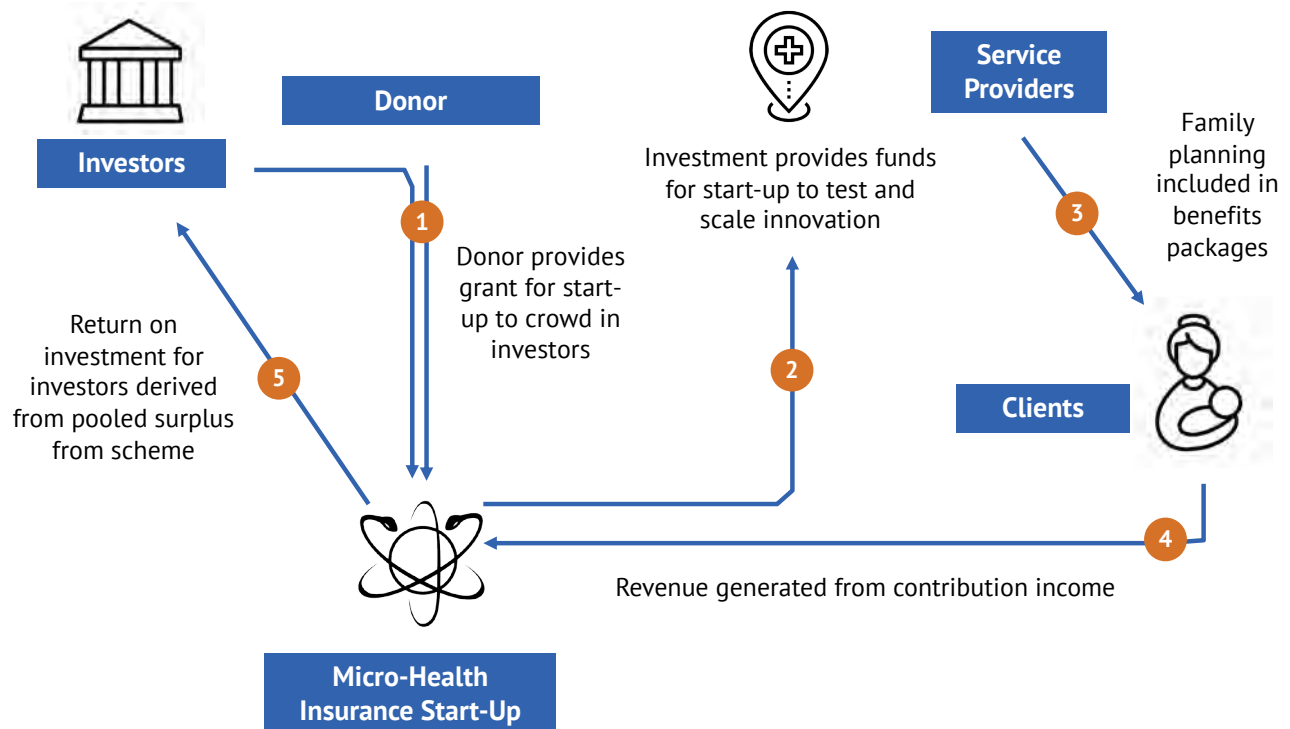 Investors
Donor
1
Donor provides
grant for start-
up to crowd in
investors
Investment provides funds
for start-up to test and
scale innovation
2
Service
Providers
3
Family
planning
included in
benefits
packages
Clients
4
Revenue generated from contribution income
5
Return on
investment for
investors derived
from pooled surplus
from scheme
Micro-Health
Insurance Start-Up